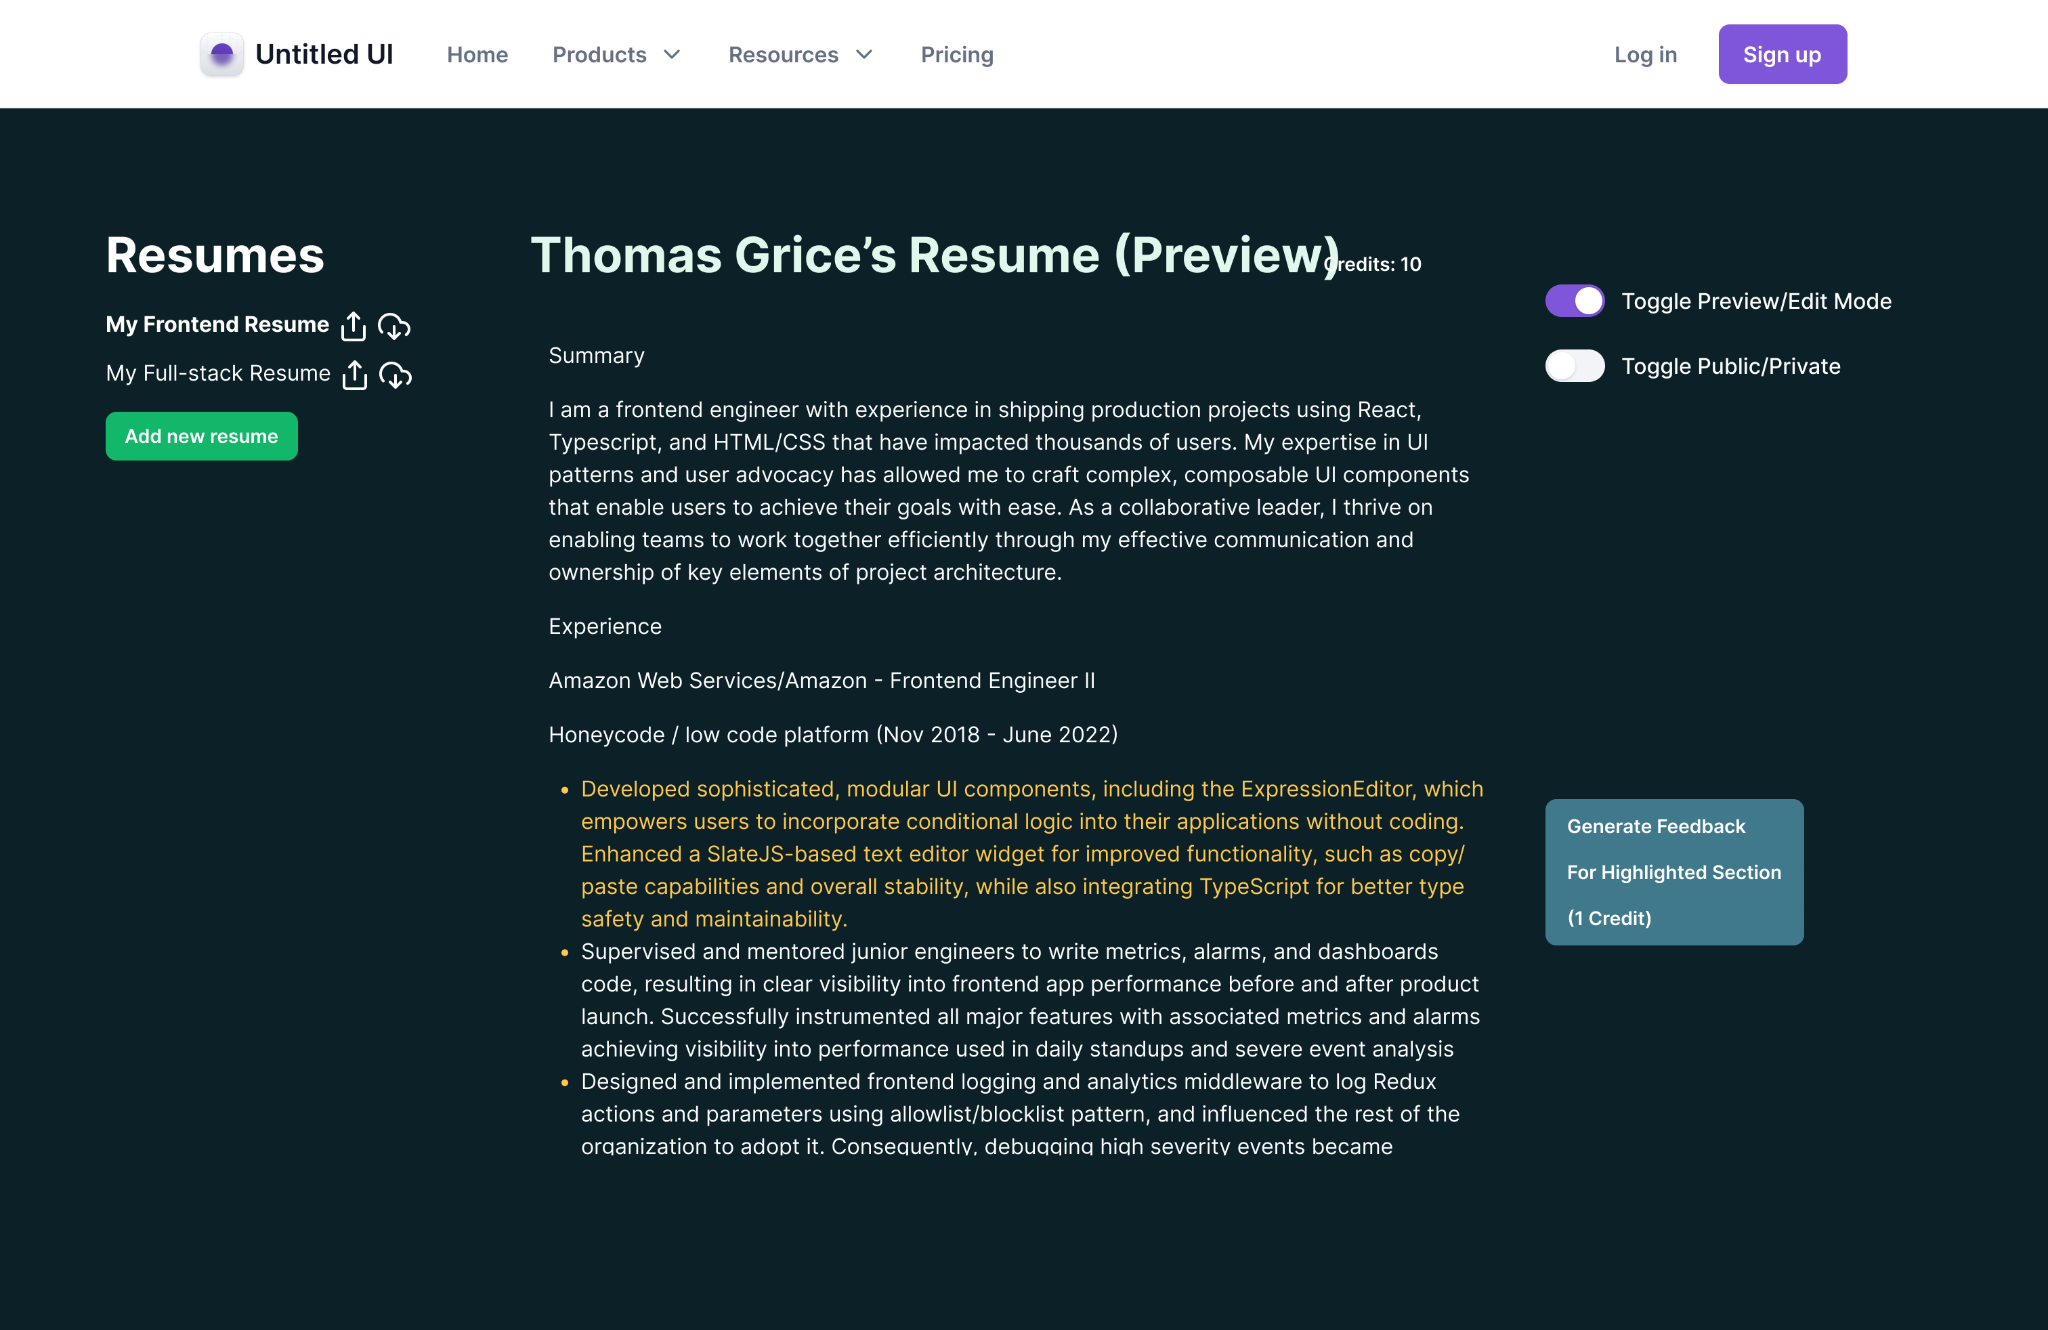 Untitled UI
Home
Products
Resources
Pricing
Log in
Sign up
Resumes
My Frontend Resume
My Full-stack Resume
Add new resume
Thomas Grice’s Resume (Preview)
Credits: 10
Toggle Preview/Edit Mode
Toggle Public/Private
Summary
I am a frontend engineer with experience in shipping production projects using React,
Typescript, and HTML/CSS that have impacted thousands of users. My expertise in UI
patterns and user advocacy has allowed me to craft complex, composable UI components
that enable users to achieve their goals with ease. As a collaborative leader, I thrive on
enabling teams to work together efficiently through my effective communication and
ownership of key elements of project architecture.
Experience
Amazon Web Services/Amazon - Frontend Engineer II
Honeycode / low code platform (Nov 2018 - June 2022)
• Developed sophisticated, modular UI components, including the ExpressionEditor, which
empowers users to incorporate conditional logic into their applications without coding.
Enhanced a SlateJS-based text editor widget for improved functionality, such as copy/
paste capabilities and overall stability, while also integrating TypeScript for better type
safety and maintainability.
• Supervised and mentored junior engineers to write metrics, alarms, and dashboards
code, resulting in clear visibility into frontend app performance before and after product
launch. Successfully instrumented all major features with associated metrics and alarms
achieving visibility into performance used in daily standups and severe event analysis
• Designed and implemented frontend logging and analytics middleware to log Redux
actions and parameters using allowlist/blocklist pattern, and influenced the rest of the
organization to adopt it. Consequently, debugging high severity events became
Generate Feedback
For Highlighted Section
(1 Credit)